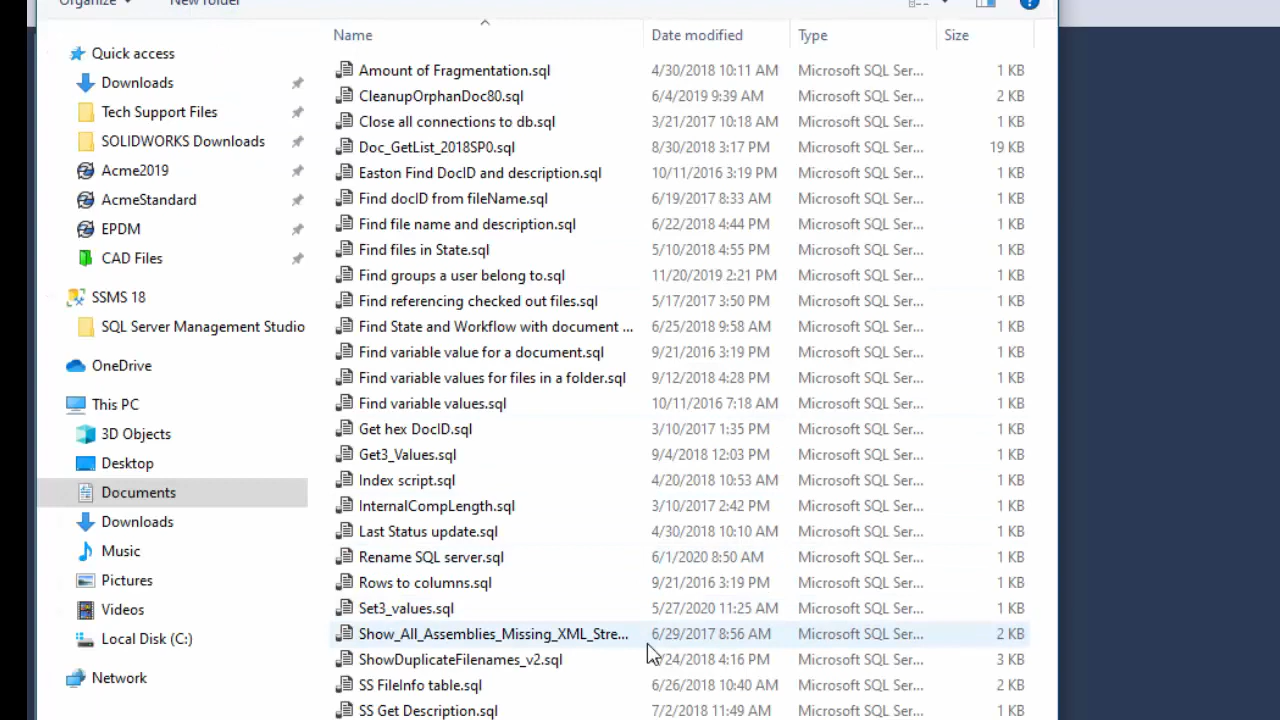 Organize New folder
Quick access
Downloads
Tech Support Files
SOLIDWORKS Downloads
Acme2019
AcmeStandard
EPDM
CAD Files
SSMS 18
SQL Server Management Studio
OneDrive
This PC
3D Objects
Desktop
Documents
Downloads
Music
Pictures
Videos
Local Disk (C:)
Network
Name Date modified Type Size
Amount of Fragmentation.sql 4/30/2018 10:11 AM Microsoft SQL Ser... 1 KB
CleanupOrphanDoc80.sql 6/4/2019 9:39 AM Microsoft SQL Ser... 2 KB
Close all connections to db.sql 3/21/2017 10:18 AM Microsoft SQL Ser... 1 KB
Doc_GetList_2018SP0.sql 8/30/2018 3:17 PM Microsoft SQL Ser... 19 KB
Easton Find DocID and description.sql 10/11/2016 3:19 PM Microsoft SQL Ser... 1 KB
Find docID from fileName.sql 6/19/2017 8:33 AM Microsoft SQL Ser... 1 KB
Find file name and description.sql 6/22/2018 4:44 PM Microsoft SQL Ser... 1 KB
Find files in State.sql 5/10/2018 4:55 PM Microsoft SQL Ser... 1 KB
Find groups a user belong to.sql 11/20/2019 2:21 PM Microsoft SQL Ser... 1 KB
Find referencing checked out files.sql 5/17/2017 3:50 PM Microsoft SQL Ser... 1 KB
Find State and Workflow with document ... 6/25/2018 9:58 AM Microsoft SQL Ser... 1 KB
Find variable value for a document.sql 9/21/2016 3:19 PM Microsoft SQL Ser... 1 KB
Find variable values for files in a folder.sql 9/12/2018 4:28 PM Microsoft SQL Ser... 1 KB
Find variable values.sql 10/11/2016 7:18 AM Microsoft SQL Ser... 1 KB
Get hex DocID.sql 3/10/2017 1:35 PM Microsoft SQL Ser... 1 KB
Get3_Values.sql 9/4/2018 12:03 PM Microsoft SQL Ser... 1 KB
Index script.sql 4/20/2018 10:53 AM Microsoft SQL Ser... 1 KB
InternalCompLength.sql 3/10/2017 2:42 PM Microsoft SQL Ser... 1 KB
Last Status update.sql 4/30/2018 10:10 AM Microsoft SQL Ser... 1 KB
Rename SQL server.sql 6/1/2020 8:50 AM Microsoft SQL Ser... 1 KB
Rows to columns.sql 9/21/2016 3:19 PM Microsoft SQL Ser... 1 KB
Set3_values.sql 5/27/2020 11:25 AM Microsoft SQL Ser... 1 KB
Show_All_Assemblies_Missing_XML_Stre... 6/29/2017 8:56 AM Microsoft SQL Ser... 2 KB
ShowDuplicateFilenames_v2.sql 4:16 PM Microsoft SQL Ser... 3 KB
SS FileInfo table.sql 6/26/2018 10:40 AM Microsoft SQL Ser... 2 KB
SS Get Description.sql 7/2/2018 11:49 AM Microsoft SQL Ser... 1 KB